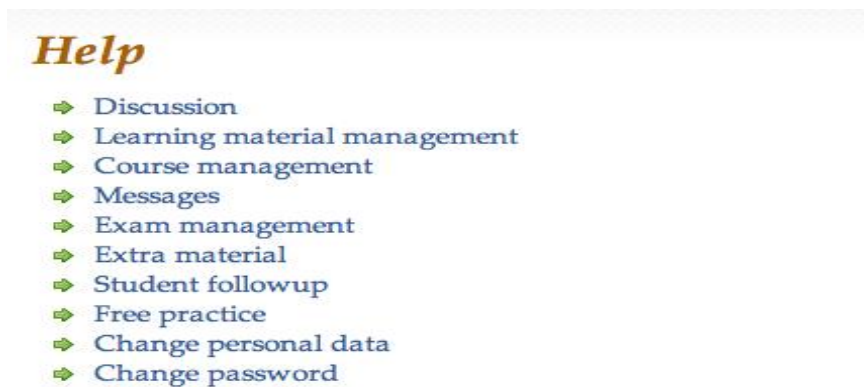 Help
Discussion
Learning material management
Course management
Messages
Exam management
Extra material
Student followup
Free practice
Change personal data
Change password